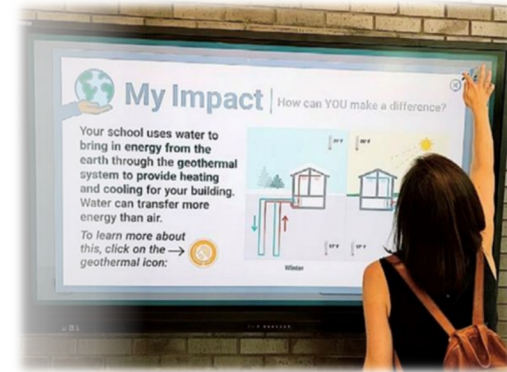 My Impact | How can YOU make a difference?
Your school uses water to
bring in energy from the
earth through the geothermal
system to provide heating
and cooling for your building.
Water can transfer more
energy than air.
To learn more about
this, click on the →
geothermal icon:
Winter